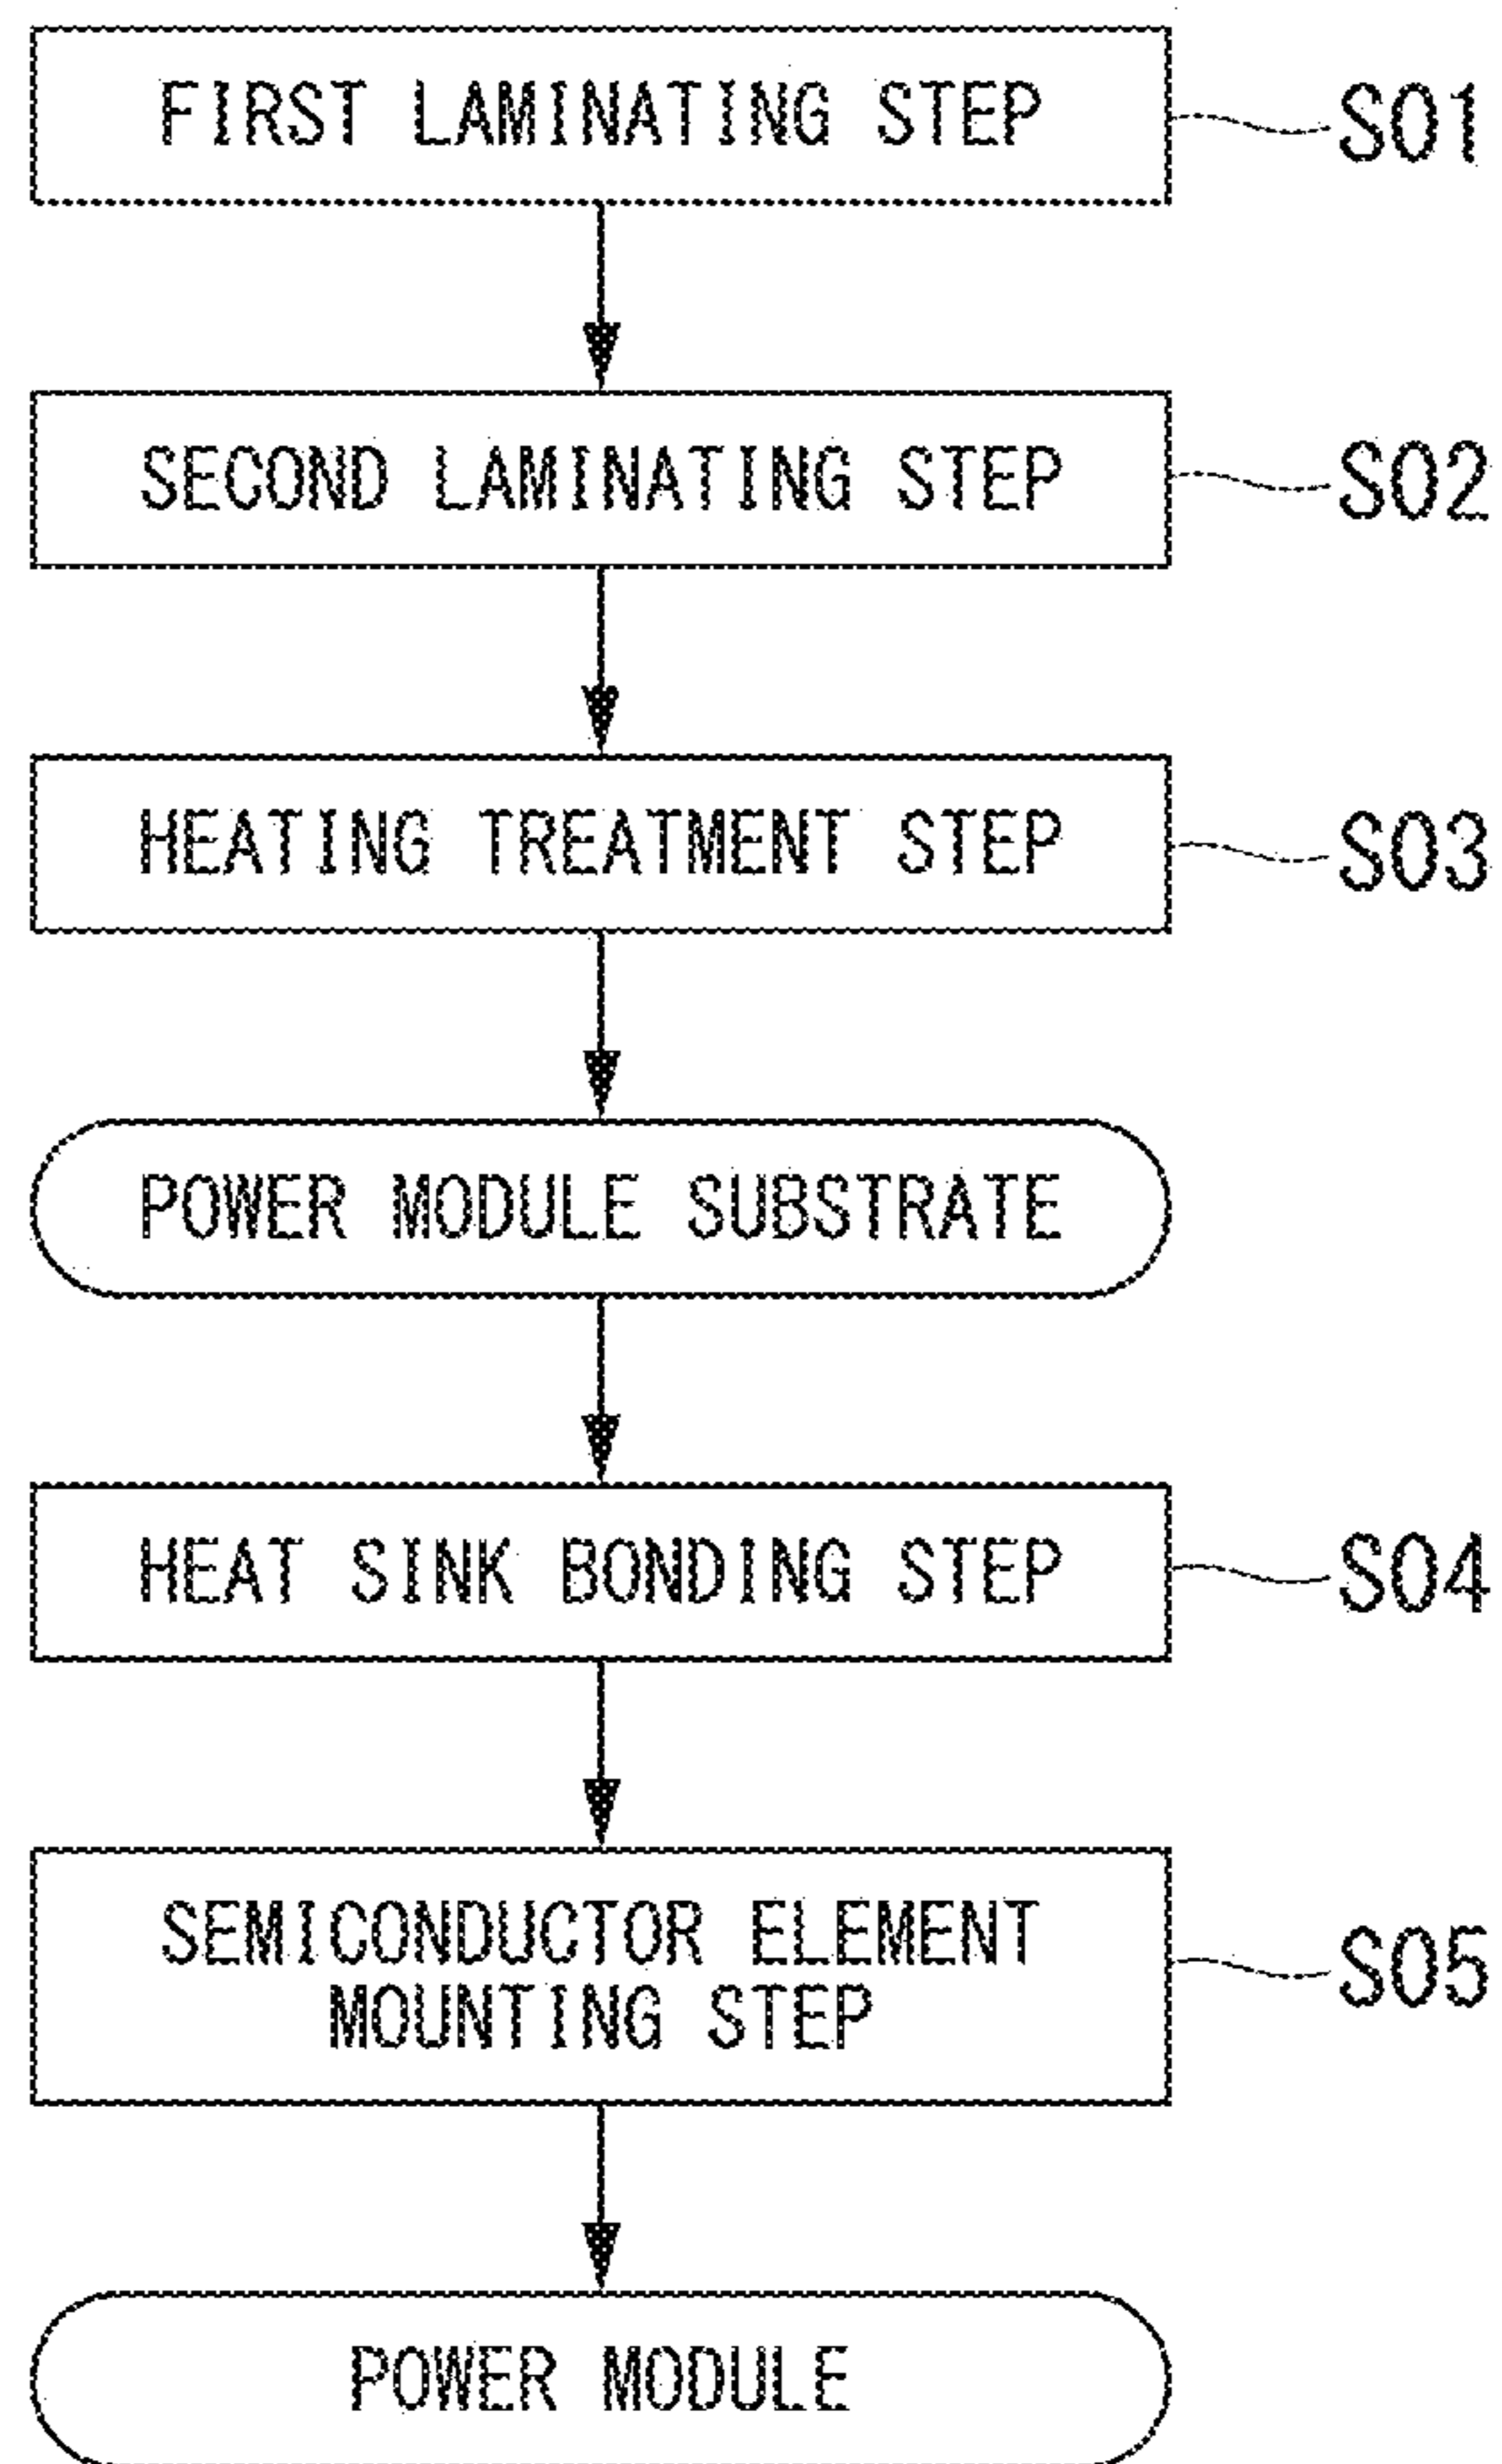 FIRST LAMINATING STEP
S01
SECOND LAMINATING STEP
S02
HEATING TREATMENT STEP
S03
POWER MODULE SUBSTRATE
HEAT SINK BONDING STEP
S04
SEMICONDUCTOR ELEMENT
MOUNTING STEP
S05
POWER MODULE